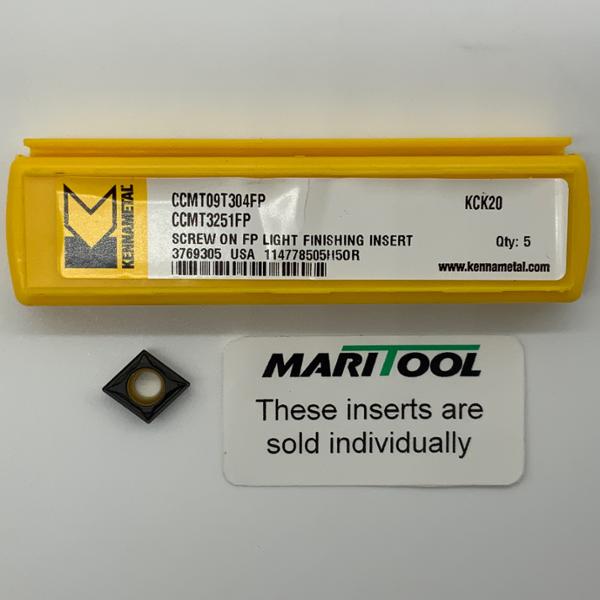 KENNAMETAL
CCMT09T304FP
KCK20
CCMT3251FP
SCREW ON FP LIGHT FINISHING INSERT
Qty: 5
3769305 USA 114778505H50R
www.kennametal.com
MARITOOL
These inserts are
sold individually